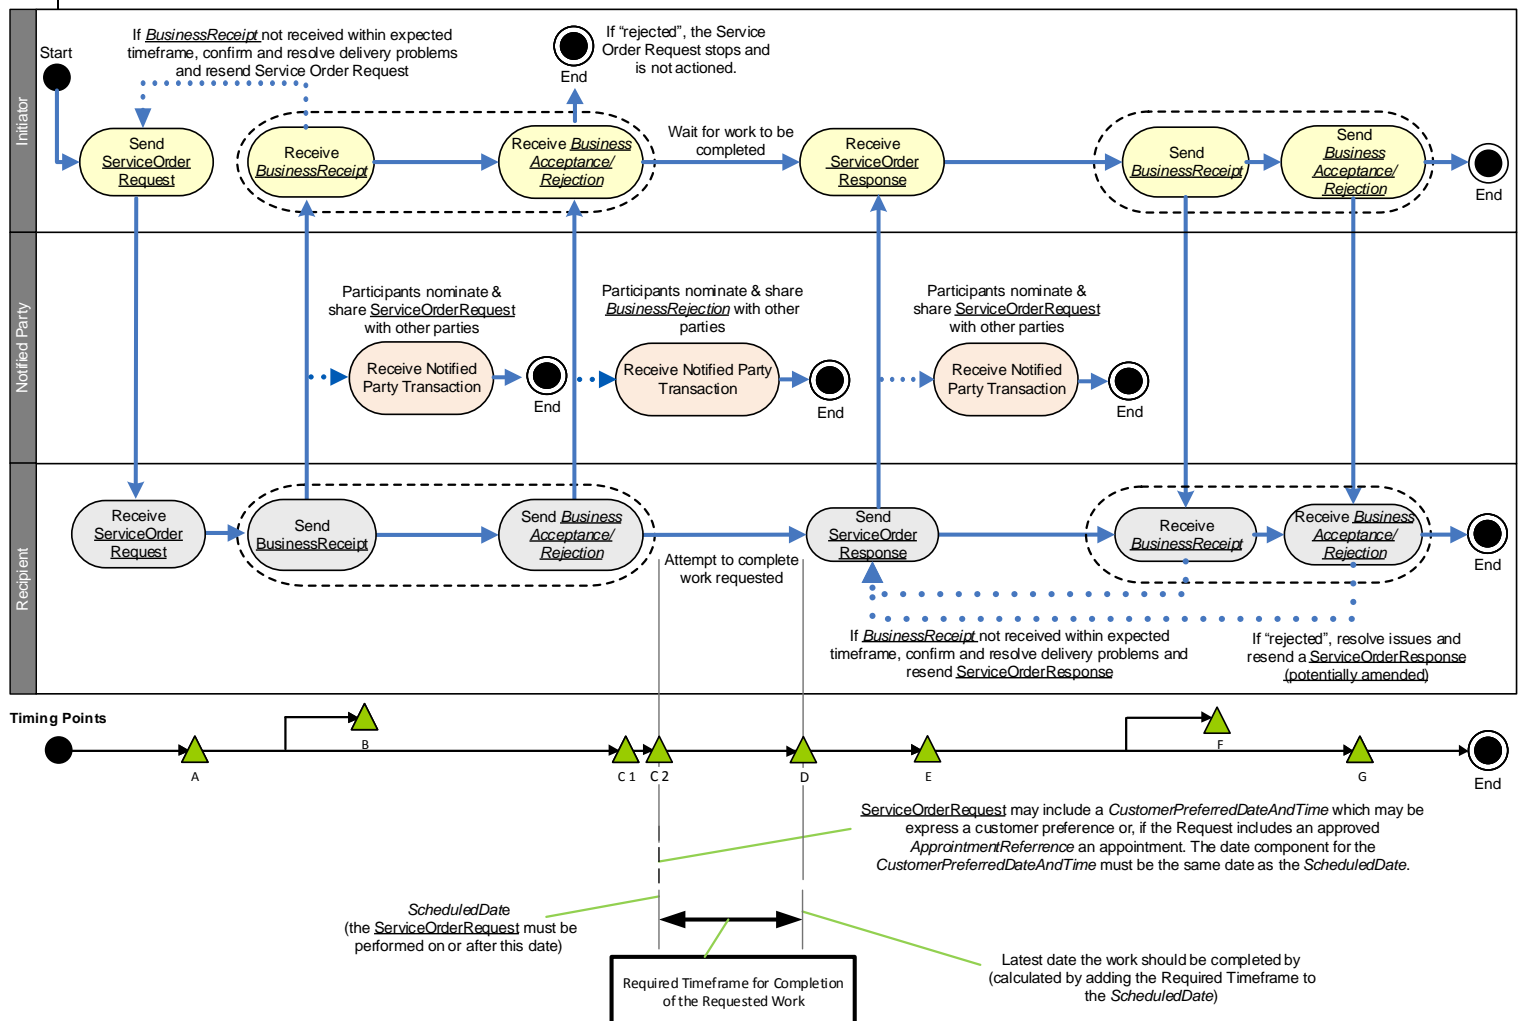 Initiator
Start
If BusinessReceipt not received within expected
timeframe, confirm and resolve delivery problems
and resend Service Order Request
End
If “rejected”, the Service
Order Request stops and
is not actioned.
Send
ServiceOrder
Request
Receive
BusinessReceipt
Receive Business
Acceptance/
Rejection
Wait for work to be
completed
Receive
ServiceOrder
Response
Send
BusinessReceipt
Send
Business
Acceptance/
Rejection
End
Notified Party
Participants nominate &
share ServiceOrderRequest
with other parties
Receive Notified
Party Transaction
End
Participants nominate & share
BusinessRejection with other
parties
Receive Notified Party
Transaction
End
Participants nominate &
share ServiceOrderRequest
with other parties
Receive Notified
Party Transaction
End
Recipient
Receive
ServiceOrder
Request
Send
BusinessReceipt
Send Business
Acceptance/
Rejection
Attempt to complete
work requested
Send
ServiceOrder
Response
Receive
BusinessReceipt
Receive Business
Acceptance/
Rejection
End
If BusinessReceipt not received within expected
timeframe, confirm and resolve delivery problems and
resend ServiceOrderResponse
If “rejected”, resolve issues and
resend a ServiceOrderResponse
(potentially amended)
Timing Points
A
B
C 1
C 2
D
E
F
G
End
ServiceOrderRequest may include a CustomerPreferredDateAndTime which may be
express a customer preference or, if the Request includes an approved
AppointmentReferrence an appointment. The date component for the
CustomerPreferredDateAndTime must be the same date as the ScheduledDate.
ScheduledDate
(the ServiceOrderRequest must be
performed on or after this date)
Required Timeframe for Completion
of the Requested Work
Latest date the work should be completed by
(calculated by adding the Required Timeframe to
the ScheduledDate)